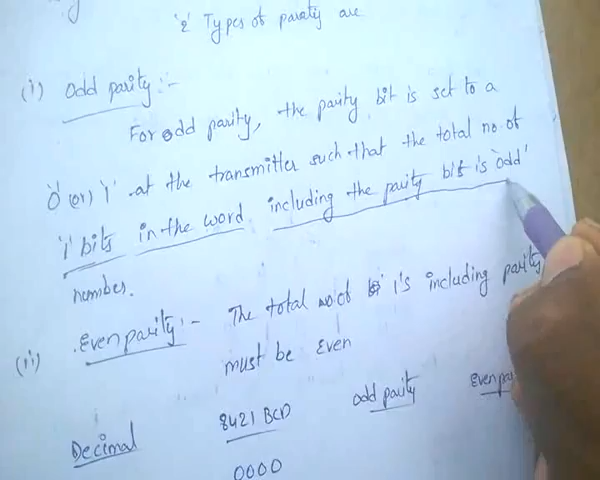 '2' Types of parity are
(i) Odd parity :-
For odd parity, the parity bit is set to a
'0' (or) '1' at the transmitter such that the total no. of
'1' bits in the word including the parity bit is 'odd'
number.
(ii) Even parity :- The total no of 1's including parity
must be Even
Decimal 8421 BCD odd parity Even
0000